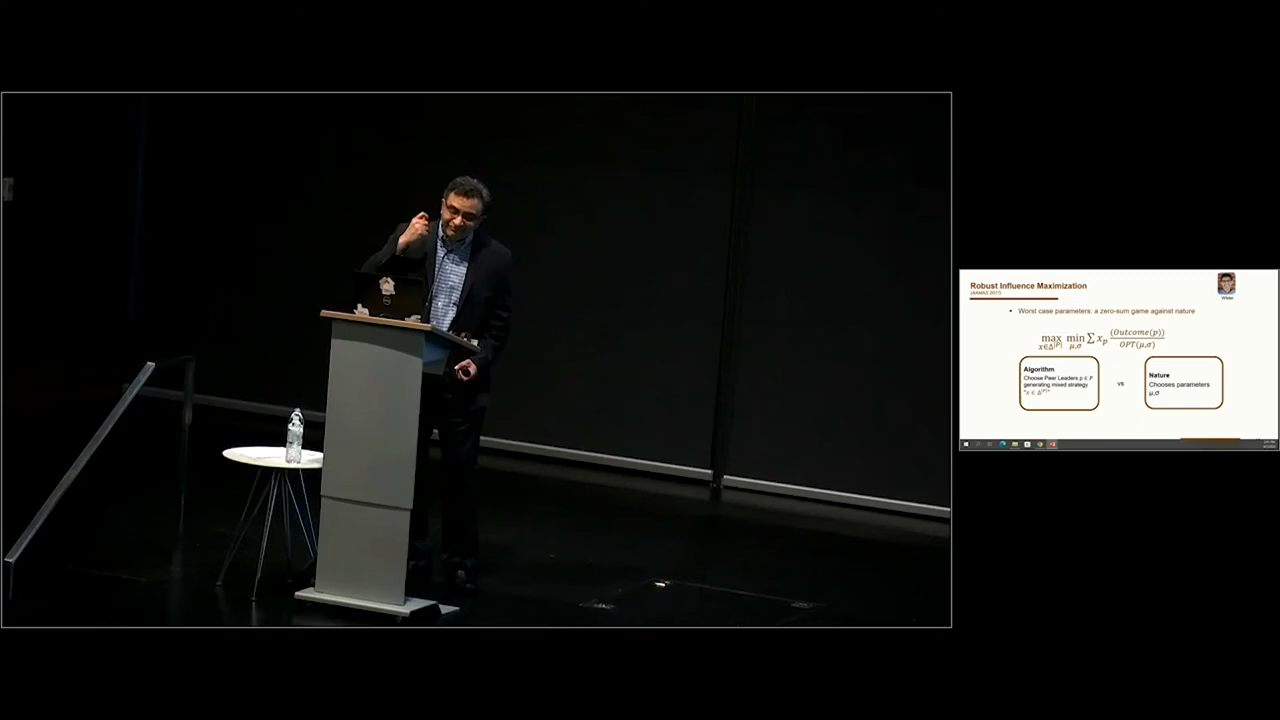 Robust Influence Maximization
(AAMAS 2017)
Wilder
• Worst case parameters: a zero-sum game against nature
max min ∑ x_p (Outcome(p))
x∈Δ^|P| μ,σ OPT(μ,σ)
Algorithm
Choose Peer Leaders p ∈ P
generating mixed strategy
"x ∈ Δ^|P|"
vs
Nature
Chooses parameters
μ,σ